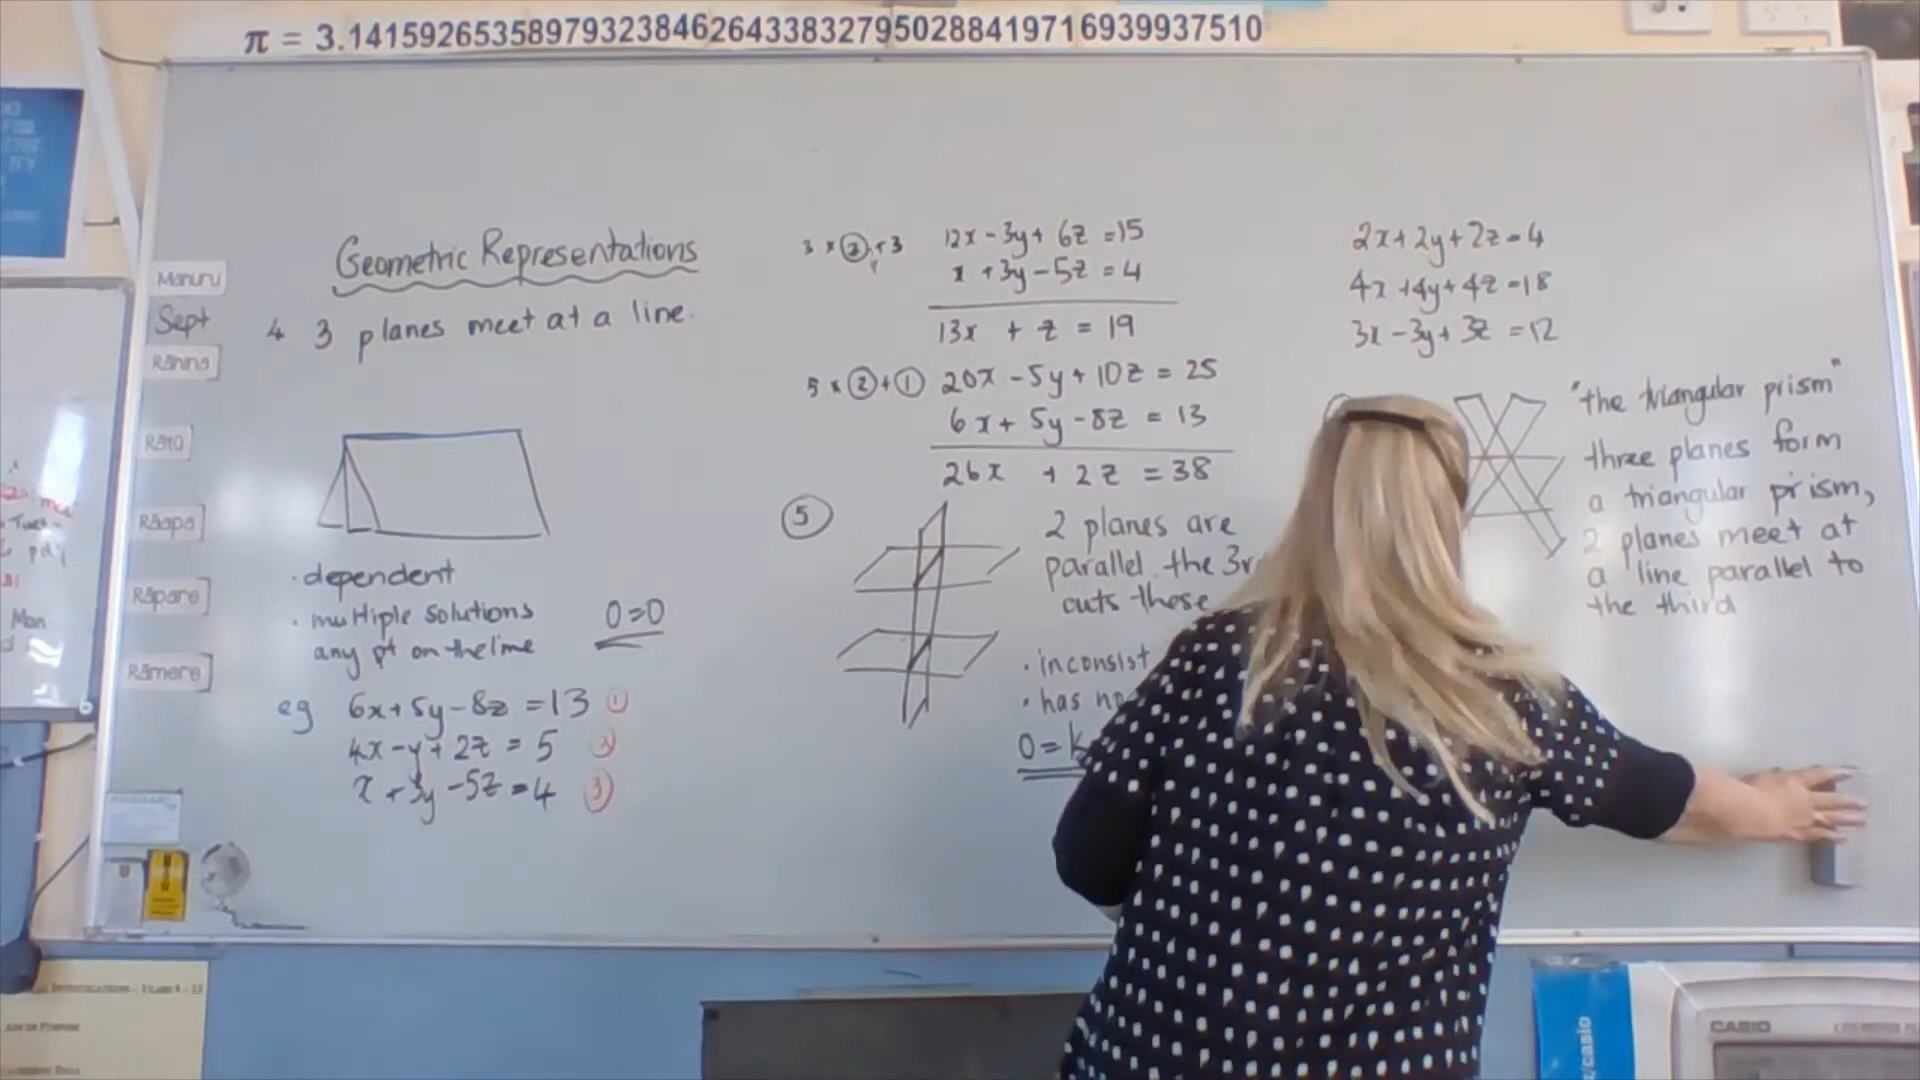 π = 3.14159265358979323846264338327950288419716939937510
Manuru
Sept
Rāhina
Rātū
Rāapa
Rāpare
Rāmere
Man
Geometric Representations
4 3 planes meet at a line.
• dependent
• multiple solutions
any pt on the line
0=0
eg 6x+5y-8z=13 ①
4x-y+2z=5 ②
x+3y-5z=4 ③
3×②+3
12x-3y+6z=15
x+3y-5z=4
13x + z = 19
5×②+① 20x-5y+10z=25
6x+5y-8z=13
26x +2z=38
⑤
2 planes are
parallel the 3r
cuts these
• inconsist
• has no
0=k
2x+2y+2z=4
4x+4y+4z=18
3x-3y+3z=12
"the triangular prism"
three planes form
a triangular prism,
2 planes meet at
a line parallel to
the third
CASIO
/casio